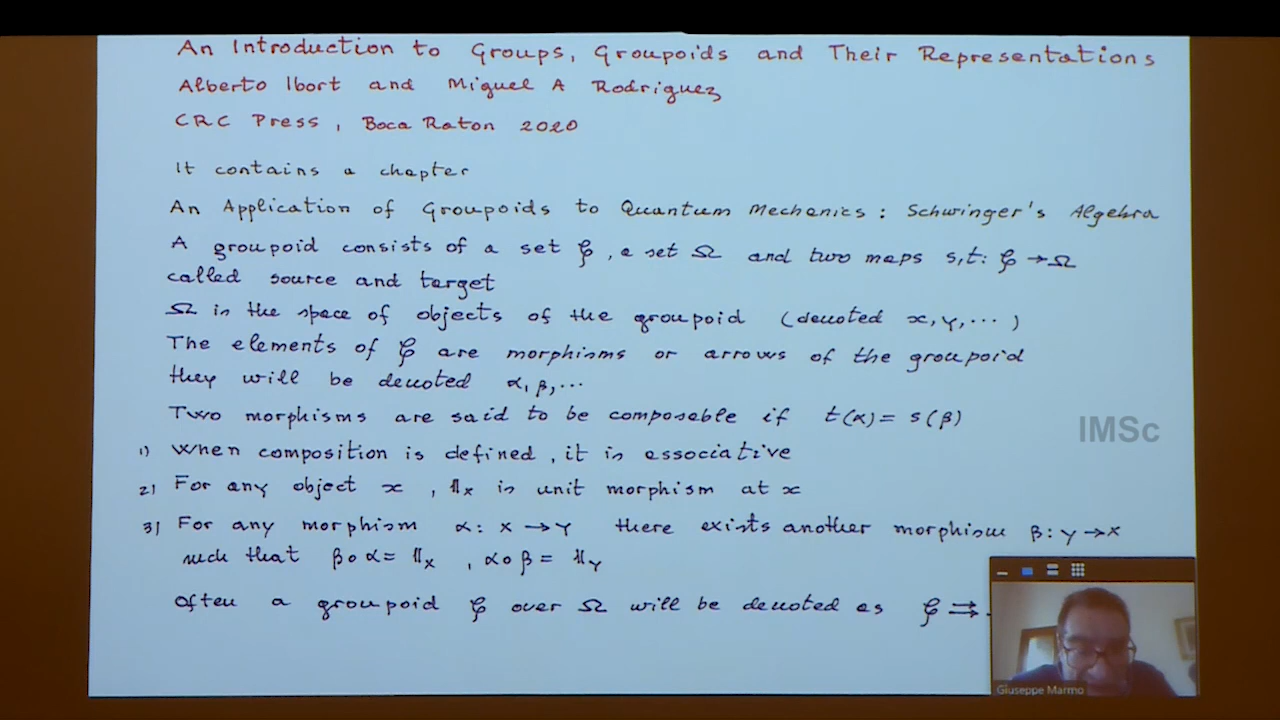 An Introduction to Groups, Groupoids and Their Representations
Alberto Ibort and Miguel A Rodriguez
CRC Press, Boca Raton 2020
It contains a chapter
An Application of Groupoids to Quantum Mechanics: Schwinger's Algebra
A groupoid consists of a set 𝒢, a set Ω and two maps s,t: 𝒢 → Ω
called source and target
Ω is the space of objects of the groupoid (denoted x, y, ...)
The elements of 𝒢 are morphisms or arrows of the groupoid
they will be denoted α, β, ...
Two morphisms are said to be composable if t(α) = s(β)
1) When composition is defined, it is associative
2) For any object x, 𝟙x is unit morphism at x
3) For any morphism α: x → y there exists another morphism β: y → x
such that β∘α = 𝟙x, α∘β = 𝟙y
Often a groupoid 𝒢 over Ω will be denoted as 𝒢 ⇉
IMSc
Giuseppe Marmo